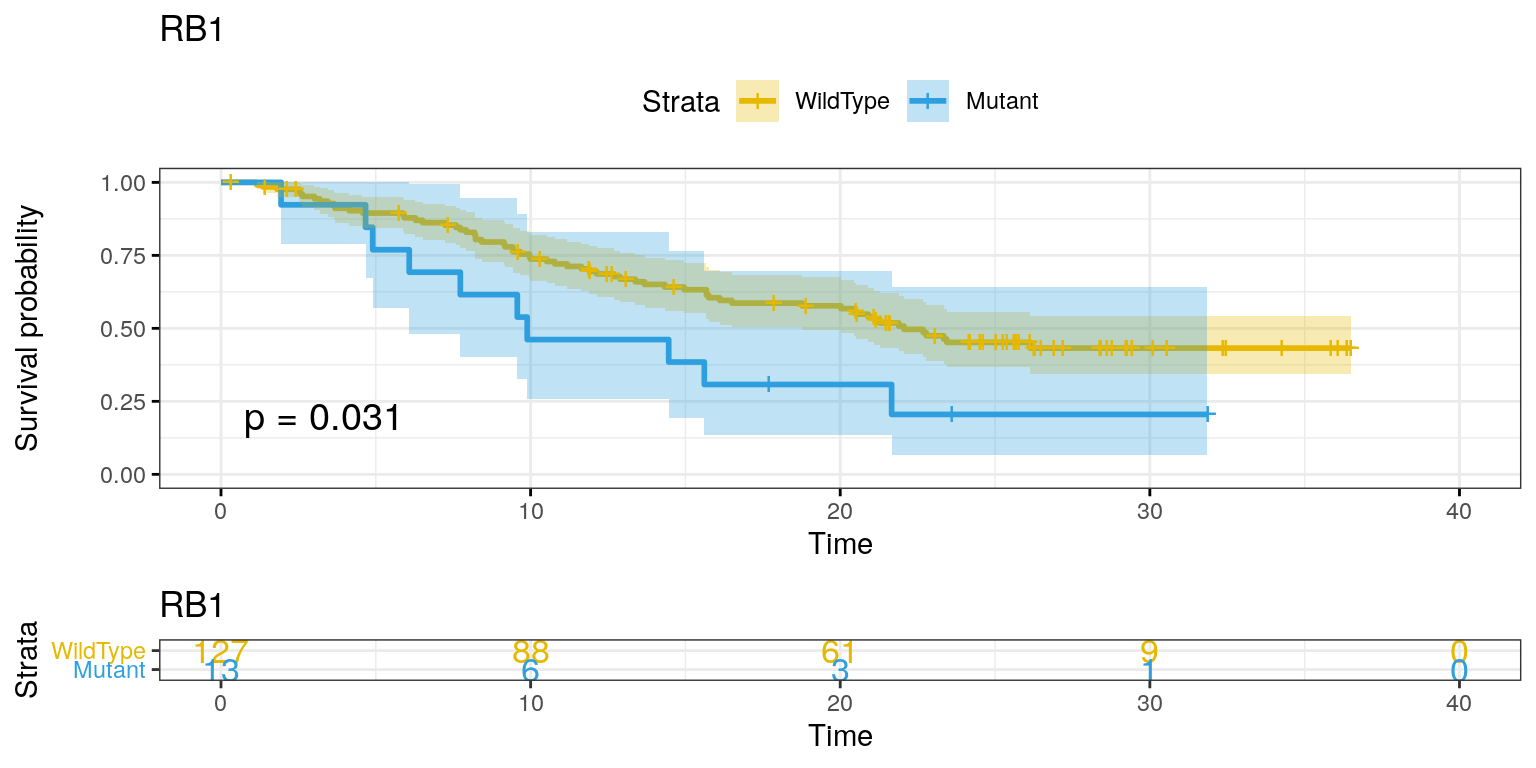 RB1
Strata WildType Mutant
Survival probability
1.00
0.75
0.50
0.25
0.00
p = 0.031
0 10 20 30 40
Time
RB1
Strata
WildType 127 88 61 9 0
Mutant 13 6 3 1 0
0 10 20 30 40
Time